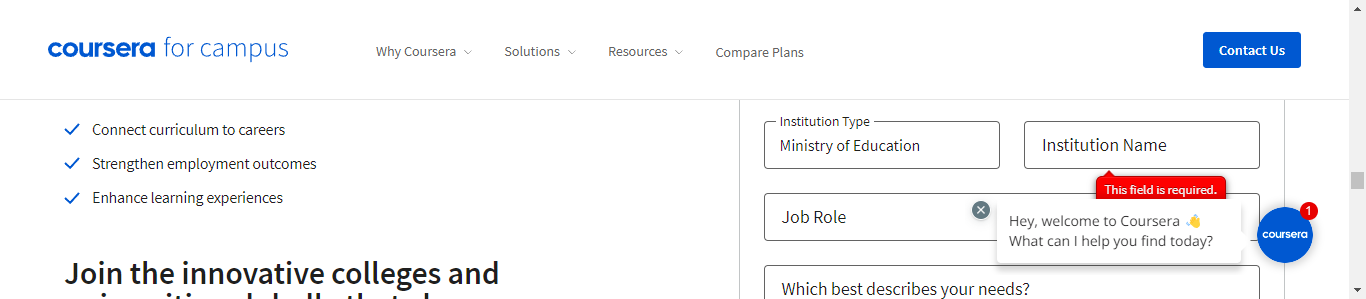 coursera for campus
Why Coursera
Solutions
Resources
Compare Plans
Contact Us
Connect curriculum to careers
Strengthen employment outcomes
Enhance learning experiences
Join the innovative colleges and
Institution Type
Ministry of Education
Institution Name
This field is required.
Job Role
Hey, welcome to Coursera 👋
What can I help you find today?
1
coursera
Which best describes your needs?